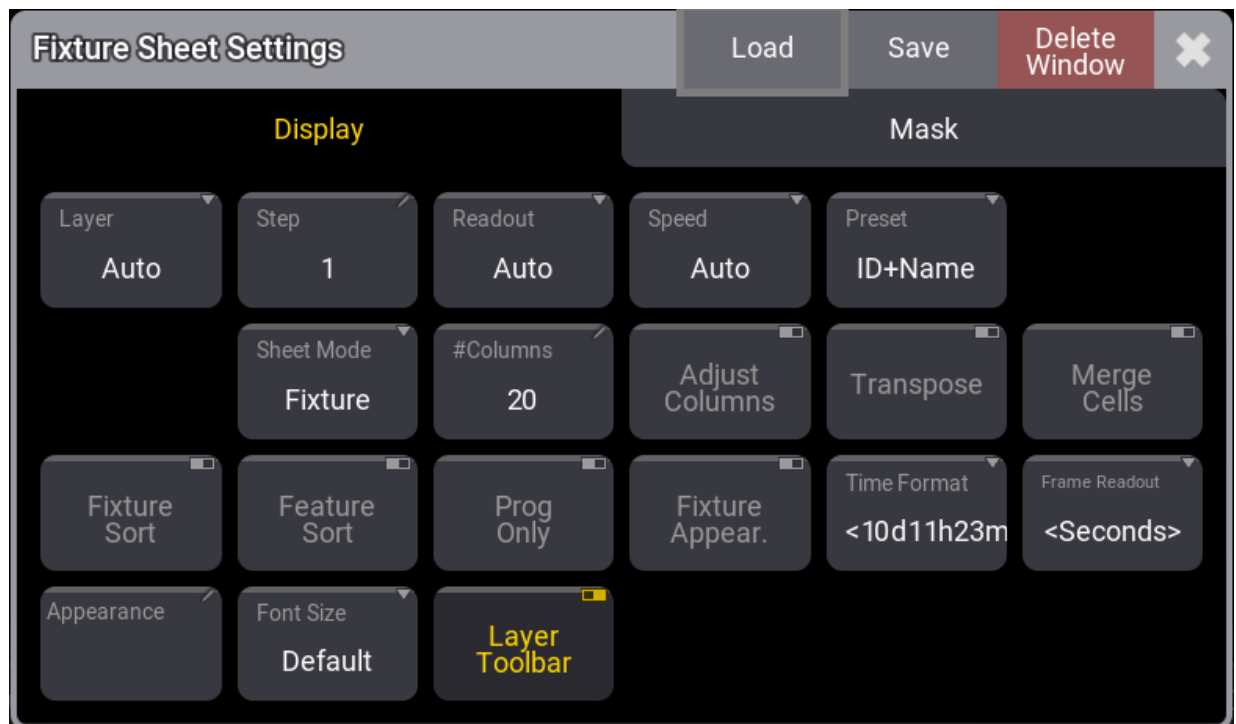 Fixture Sheet Settings
Load
Save
Delete
Window
Display
Mask
Layer
Auto
Step
1
Readout
Auto
Speed
Auto
Preset
ID+Name
Sheet Mode
Fixture
#Columns
20
Adjust
Columns
Transpose
Merge
Cells
Fixture
Sort
Feature
Sort
Prog
Only
Fixture
Appear.
Time Format
<10d11h23m
Frame Readout
<Seconds>
Appearance
Font Size
Default
Layer
Toolbar